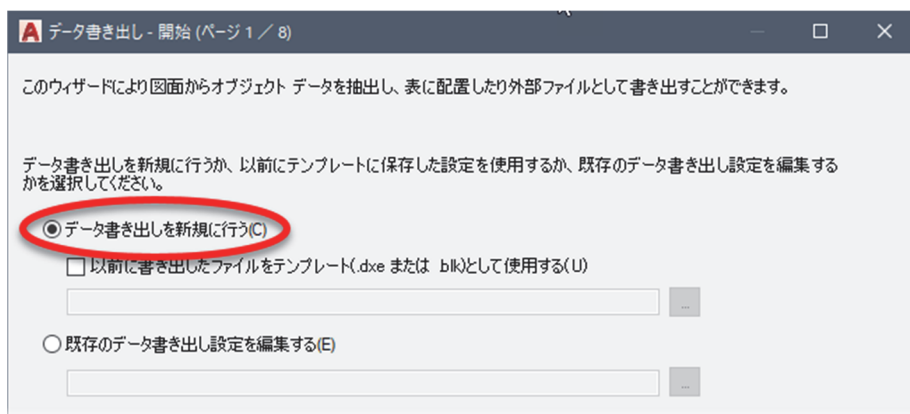 データ書き出し - 開始 (ページ 1 / 8)
このウィザードにより図面からオブジェクト データを抽出し、表に配置したり外部ファイルとして書き出すことができます。
データ書き出しを新規に行うか、以前にテンプレートに保存した設定を使用するか、既存のデータ書き出し設定を編集する
かを選択してください。
データ書き出しを新規に行う(C)
以前に書き出したファイルをテンプレート(.dxe または .blk)として使用する(U)
...
既存のデータ書き出し設定を編集する(E)
...